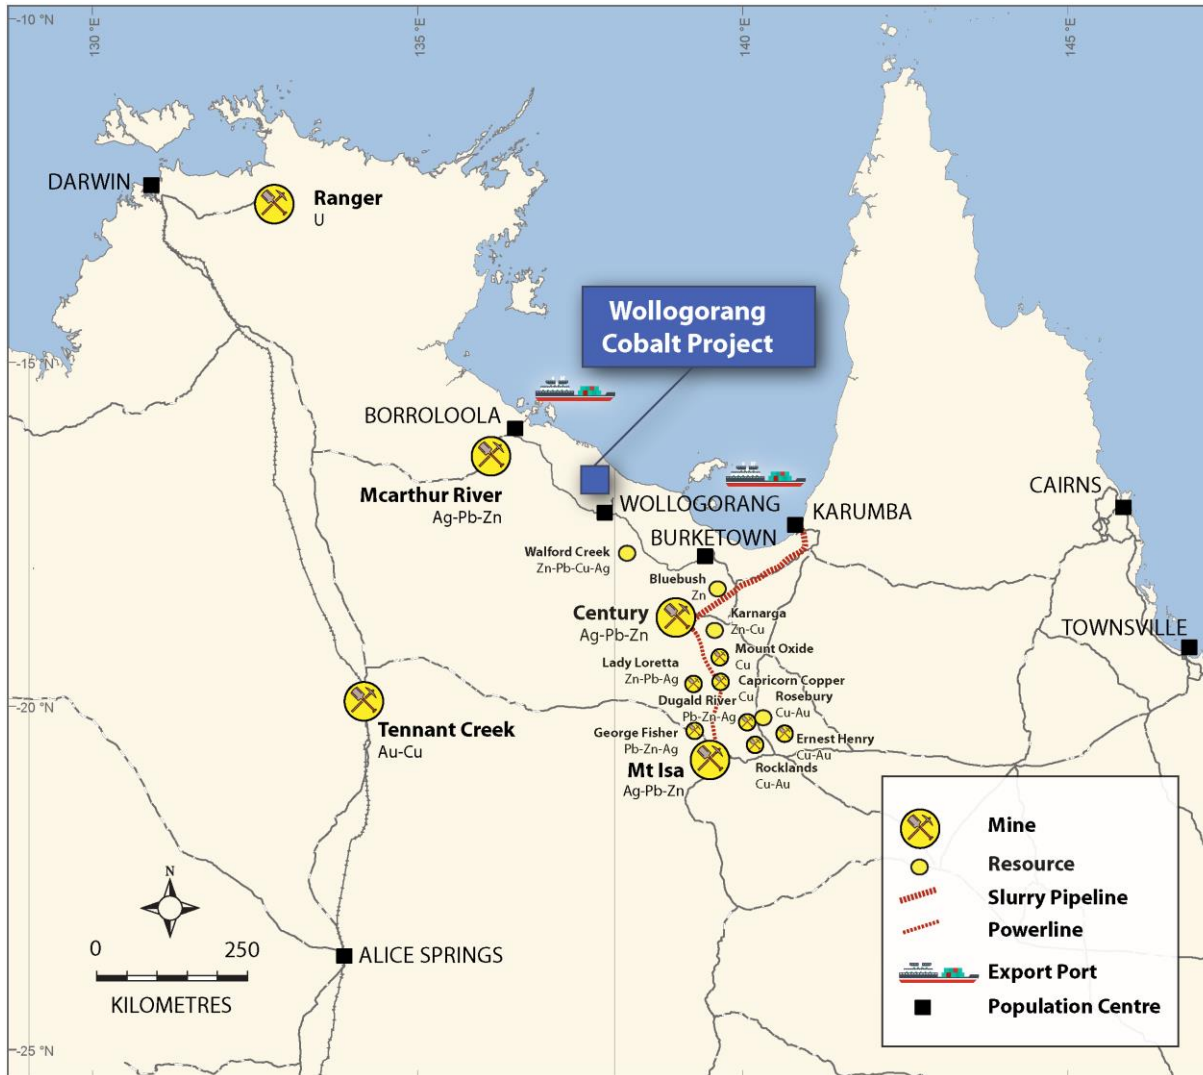 130 °E
135 °E
140 °E
145 °E
-10 °N
DARWIN
Ranger
U
Wollogorang
Cobalt Project
-15 °N
BORROLOOLA
Mcarthur River
Ag-Pb-Zn
WOLLOGORANG
KARUMBA
CAIRNS
BURKETOWN
Walford Creek
Zn-Pb-Cu-Ag
Bluebush
Zn
Century
Ag-Pb-Zn
Karnarga
Zn-Cu
TOWNSVILLE
Mount Oxide
Cu
Lady Loretta
Zn-Pb-Ag
Capricorn Copper
Cu
Rosebury
Cu-Au
Dugald River
Pb-Zn-Ag
-20 °N
Tennant Creek
Au-Cu
George Fisher
Pb-Zn-Ag
Ernest Henry
Cu-Au
Mt Isa
Ag-Pb-Zn
Rocklands
Cu-Au
Mine
Resource
Slurry Pipeline
Powerline
Export Port
Population Centre
N
0 250
KILOMETRES
ALICE SPRINGS
-25 °N